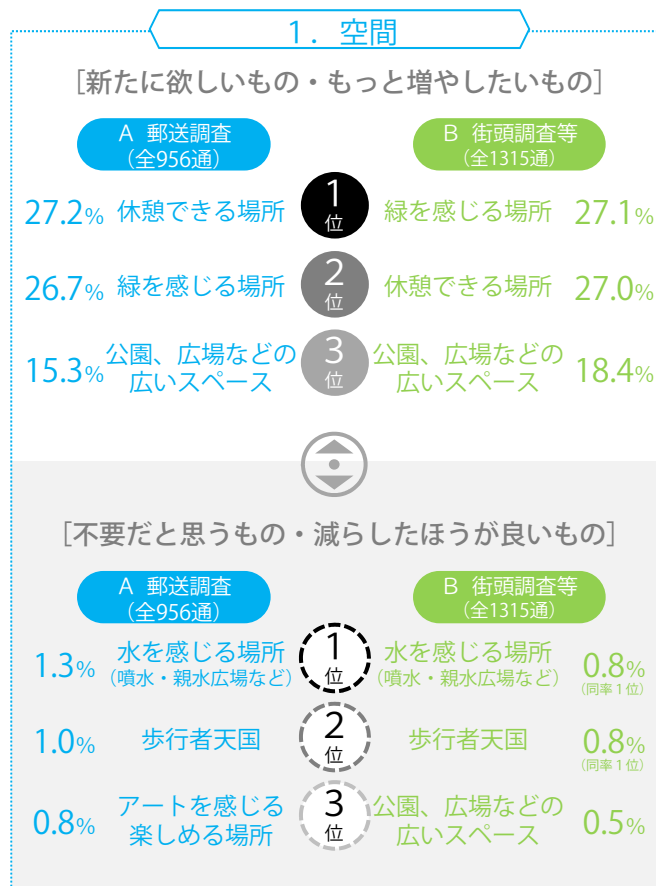 1．空間
［新たに欲しいもの・もっと増やしたいもの］
A 郵送調査
（全956通）
B 街頭調査等
（全1315通）
27.2% 休憩できる場所 1位 緑を感じる場所 27.1%
26.7% 緑を感じる場所 2位 休憩できる場所 27.0%
15.3% 公園、広場などの広いスペース 3位 公園、広場などの広いスペース 18.4%
［不要だと思うもの・減らしたほうが良いもの］
A 郵送調査
（全956通）
B 街頭調査等
（全1315通）
1.3% 水を感じる場所（噴水・親水広場など） 1位 水を感じる場所（噴水・親水広場など） 0.8%（同率1位）
1.0% 歩行者天国 2位 歩行者天国 0.8%（同率1位）
0.8% アートを感じる楽しめる場所 3位 公園、広場などの広いスペース 0.5%